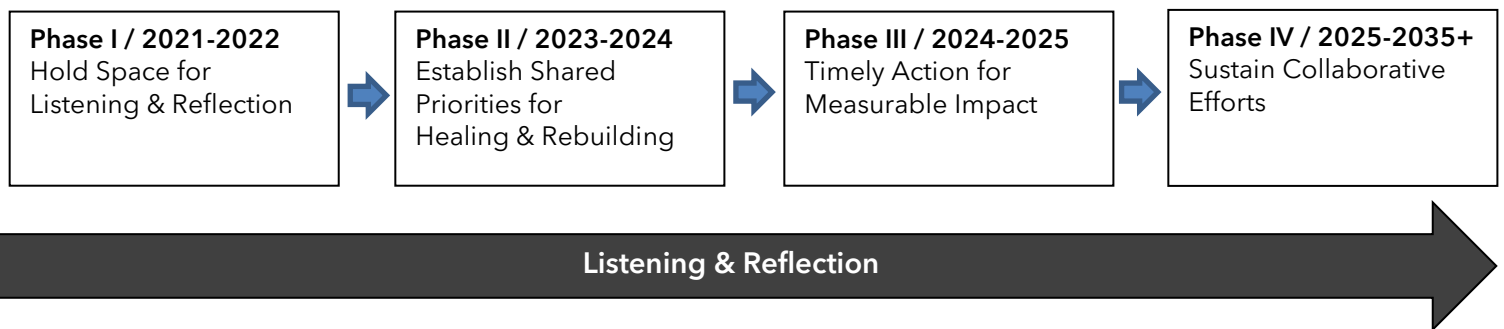 Phase I / 2021-2022
Hold Space for
Listening & Reflection
Phase II / 2023-2024
Establish Shared
Priorities for
Healing & Rebuilding
Phase III / 2024-2025
Timely Action for
Measurable Impact
Phase IV / 2025-2035+
Sustain Collaborative
Efforts
Listening & Reflection